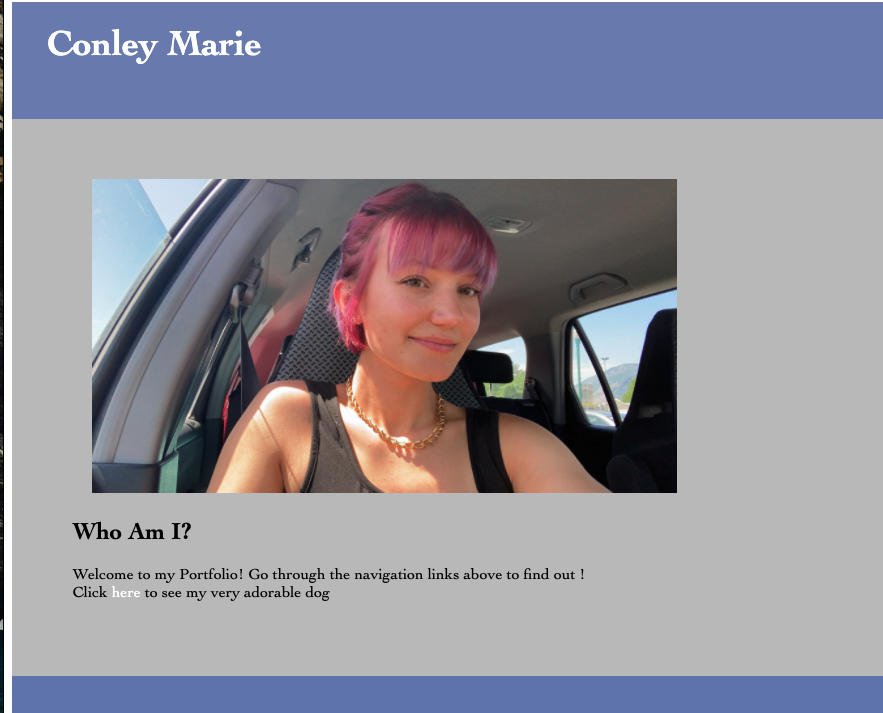 Conley Marie
Who Am I?
Welcome to my Portfolio! Go through the navigation links above to find out !
Click here to see my very adorable dog